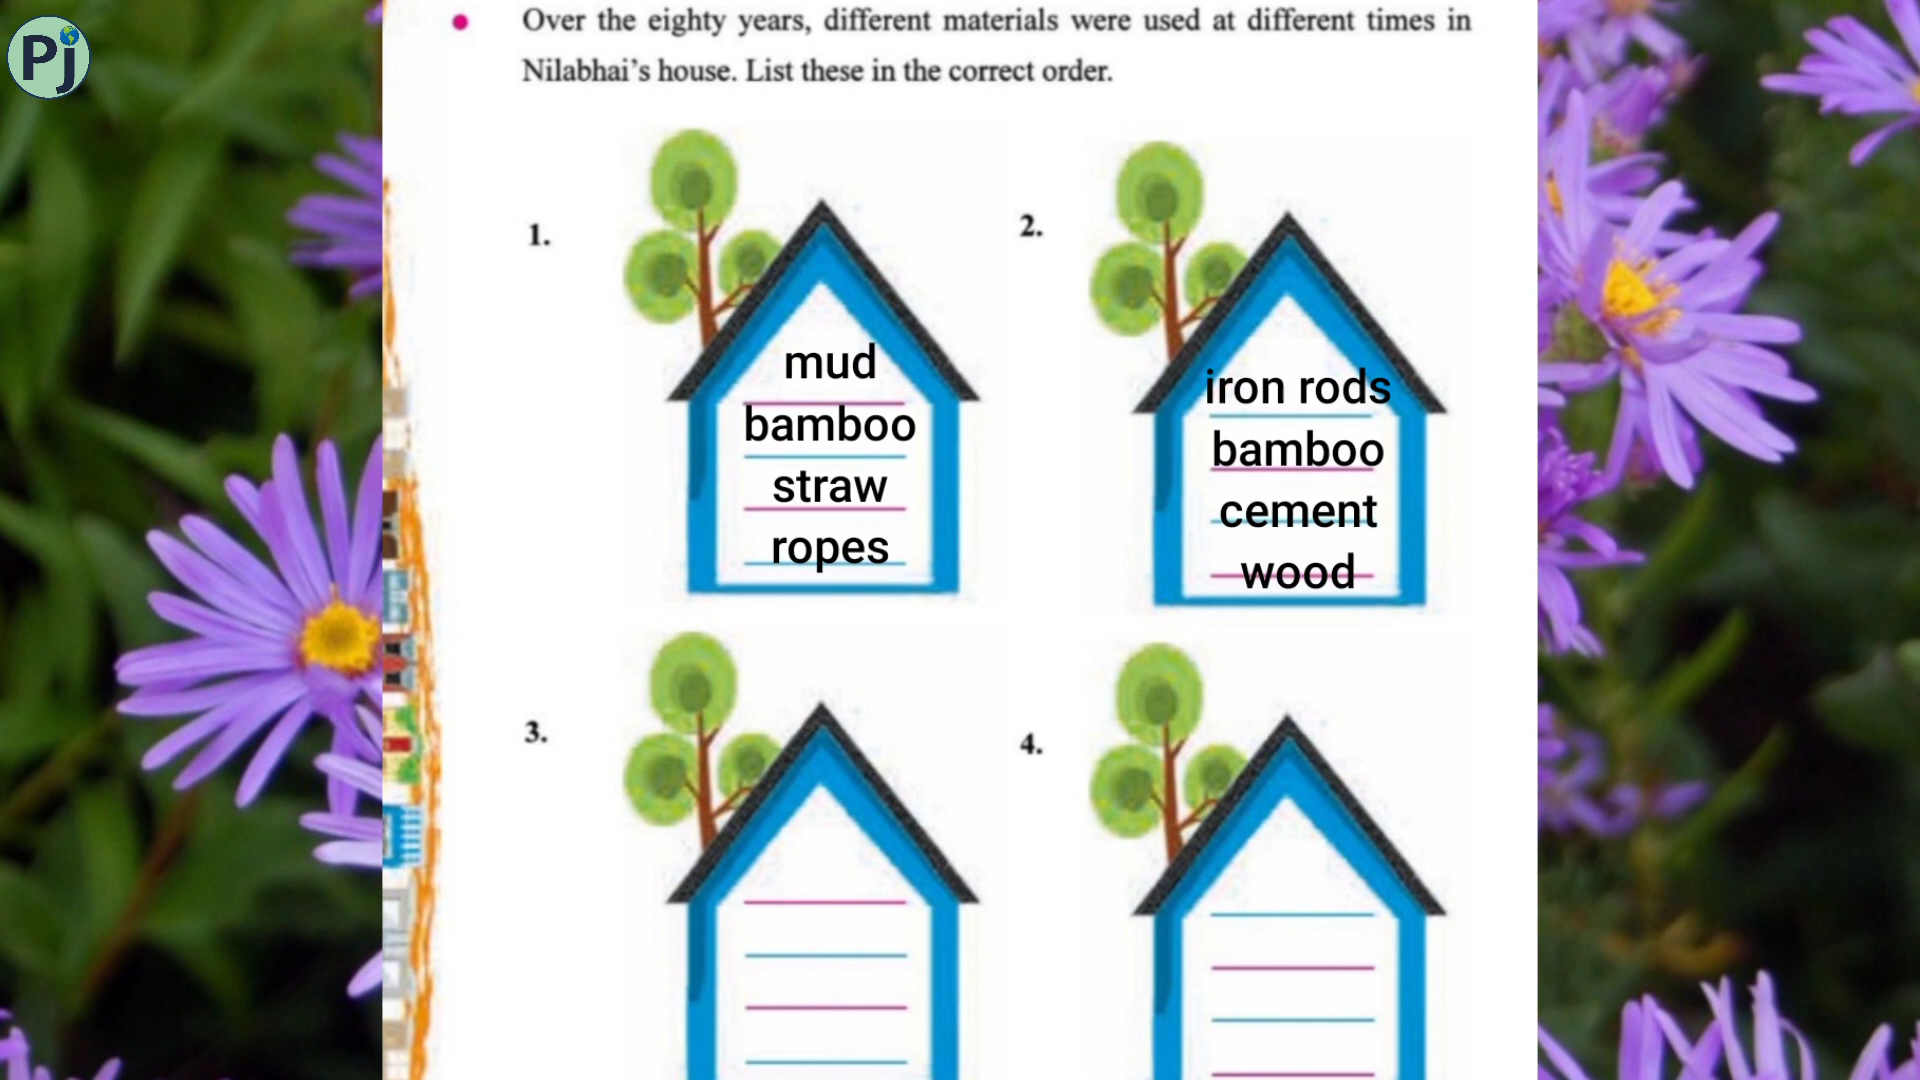 Pj
Over the eighty years, different materials were used at different times in
Nilabhai's house. List these in the correct order.
1.
mud
bamboo
straw
ropes
2.
iron rods
bamboo
cement
wood
3.
4.